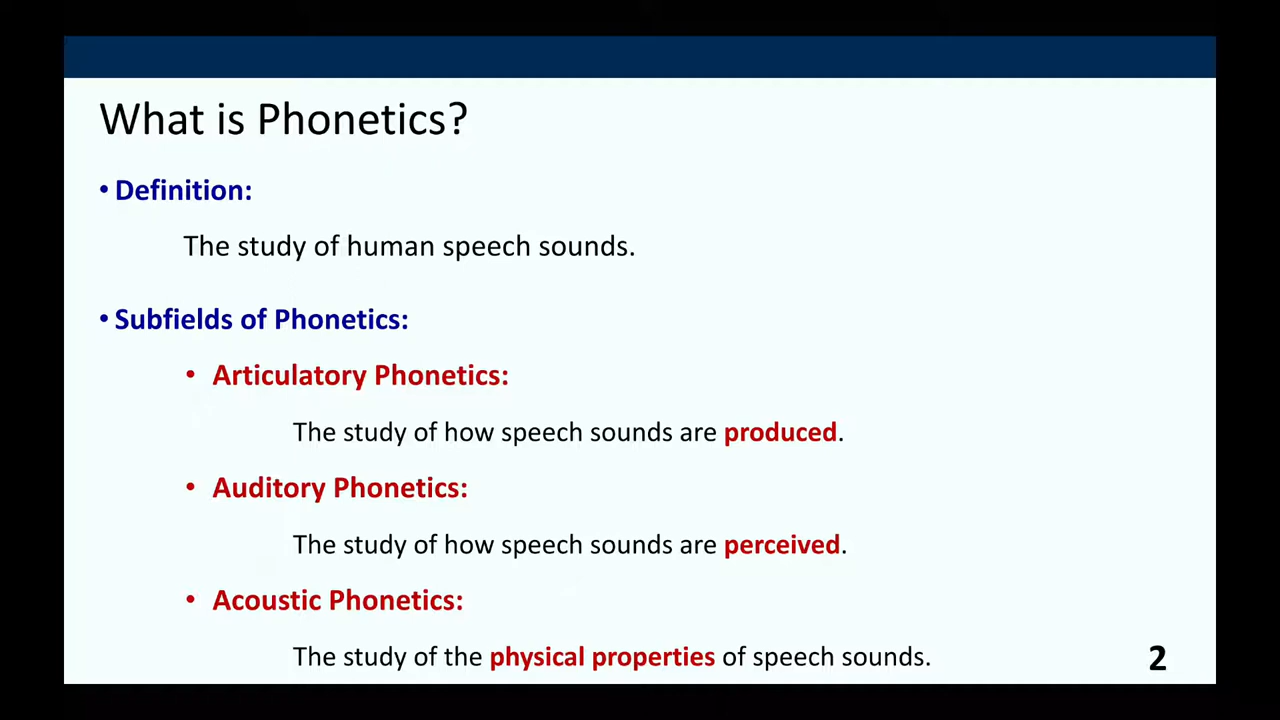 What is Phonetics?
• Definition:
The study of human speech sounds.
• Subfields of Phonetics:
• Articulatory Phonetics:
The study of how speech sounds are produced.
• Auditory Phonetics:
The study of how speech sounds are perceived.
• Acoustic Phonetics:
The study of the physical properties of speech sounds.
2